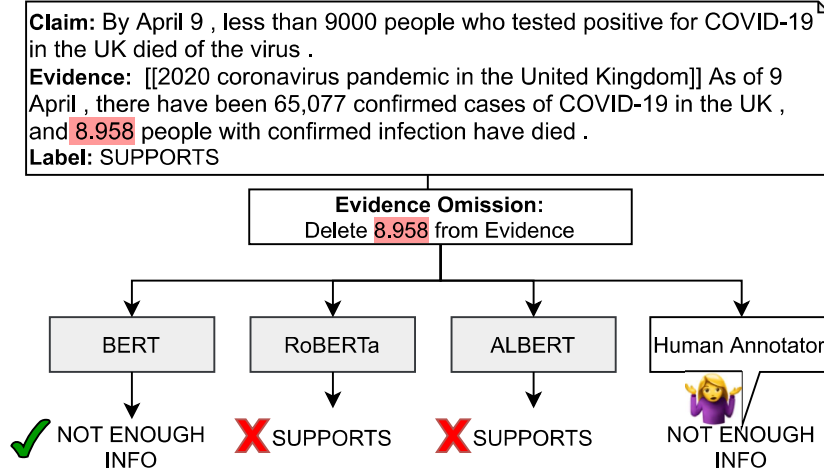 Claim: By April 9 , less than 9000 people who tested positive for COVID-19
in the UK died of the virus .
Evidence: [[2020 coronavirus pandemic in the United Kingdom]] As of 9
April , there have been 65,077 confirmed cases of COVID-19 in the UK ,
and 8.958 people with confirmed infection have died .
Label: SUPPORTS
Evidence Omission:
Delete 8.958 from Evidence
BERT
RoBERTa
ALBERT
Human Annotator
NOT ENOUGH
INFO
SUPPORTS
SUPPORTS
NOT ENOUGH
INFO